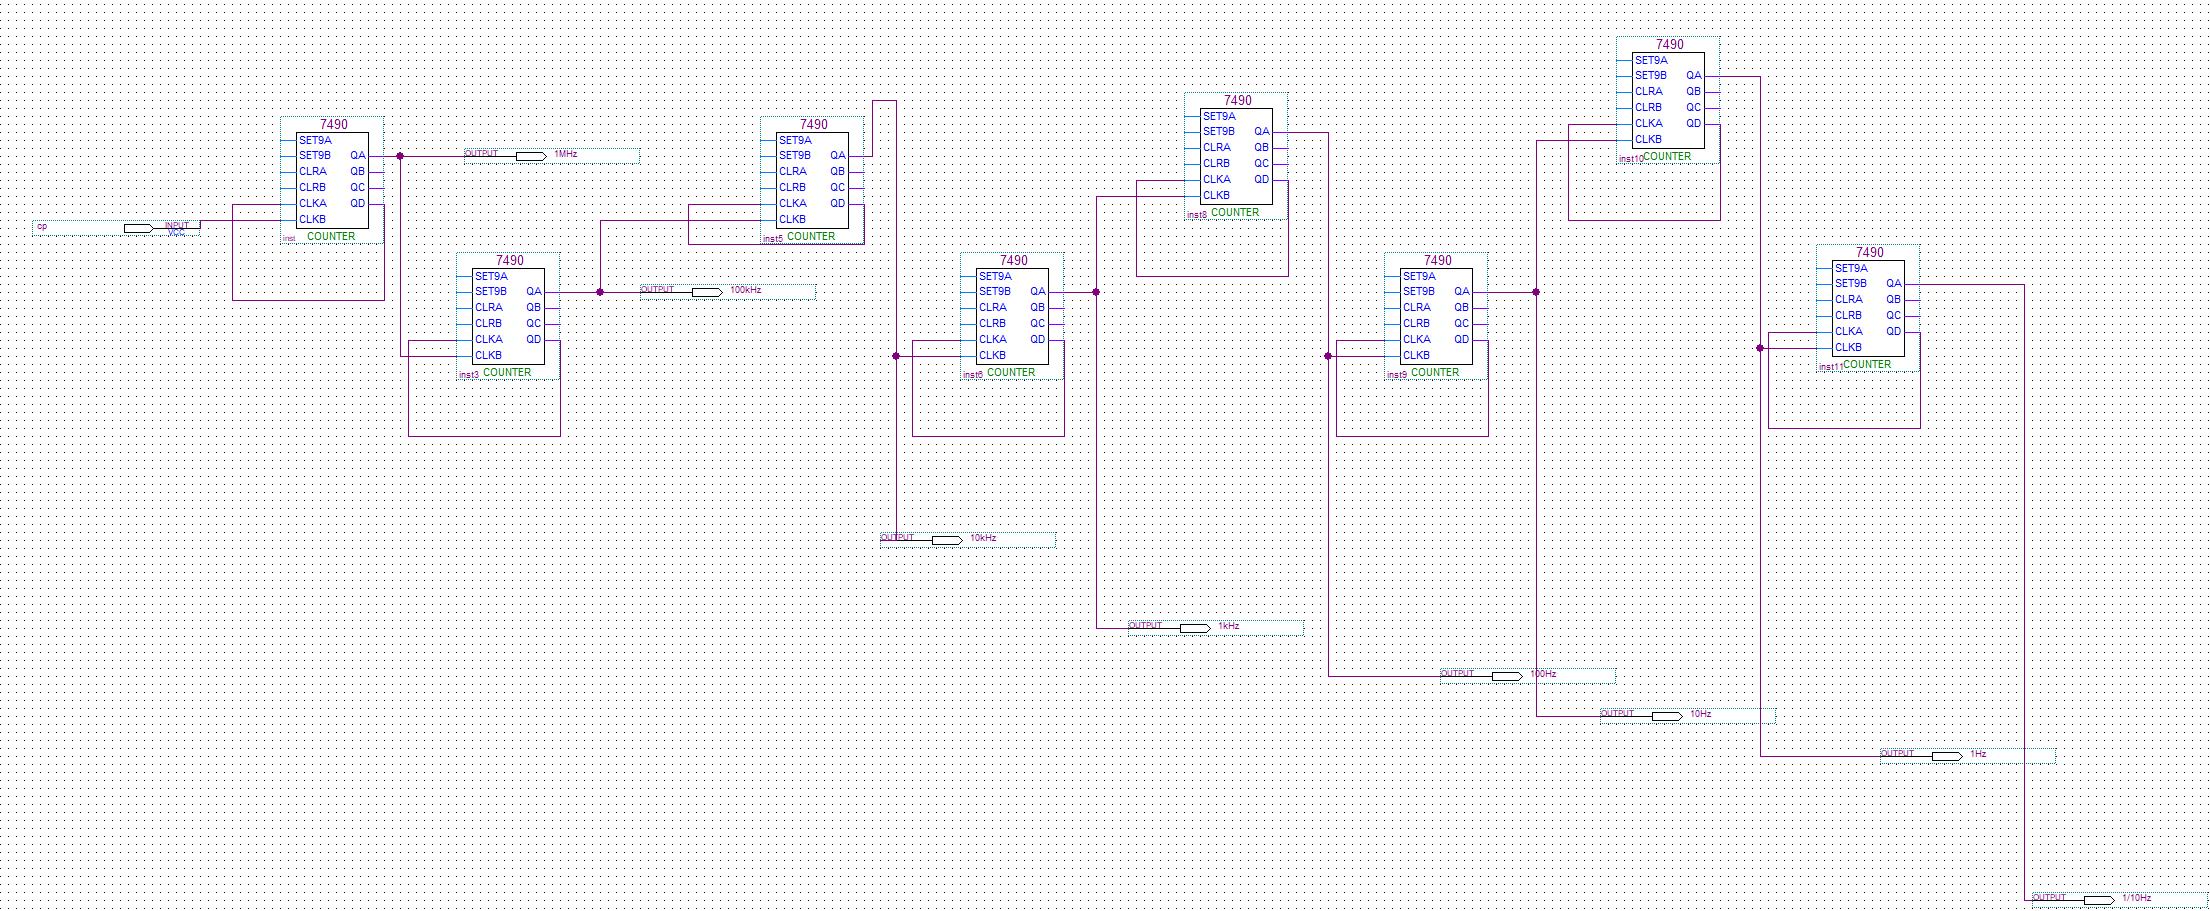 cp
INPUT
VCC
7490
SET9A
SET9B QA
CLRA QB
CLRB QC
CLKA QD
CLKB
inst COUNTER
OUTPUT 1MHz
7490
SET9A
SET9B QA
CLRA QB
CLRB QC
CLKA QD
CLKB
inst3 COUNTER
OUTPUT 100kHz
7490
SET9A
SET9B QA
CLRA QB
CLRB QC
CLKA QD
CLKB
inst5 COUNTER
OUTPUT 10kHz
7490
SET9A
SET9B QA
CLRA QB
CLRB QC
CLKA QD
CLKB
inst6 COUNTER
OUTPUT 1kHz
7490
SET9A
SET9B QA
CLRA QB
CLRB QC
CLKA QD
CLKB
inst8 COUNTER
OUTPUT 100Hz
7490
SET9A
SET9B QA
CLRA QB
CLRB QC
CLKA QD
CLKB
inst9 COUNTER
OUTPUT 10Hz
7490
SET9A
SET9B QA
CLRA QB
CLRB QC
CLKA QD
CLKB
inst10 COUNTER
OUTPUT 1Hz
7490
SET9A
SET9B QA
CLRA QB
CLRB QC
CLKA QD
CLKB
inst11 COUNTER
OUTPUT 1/10Hz